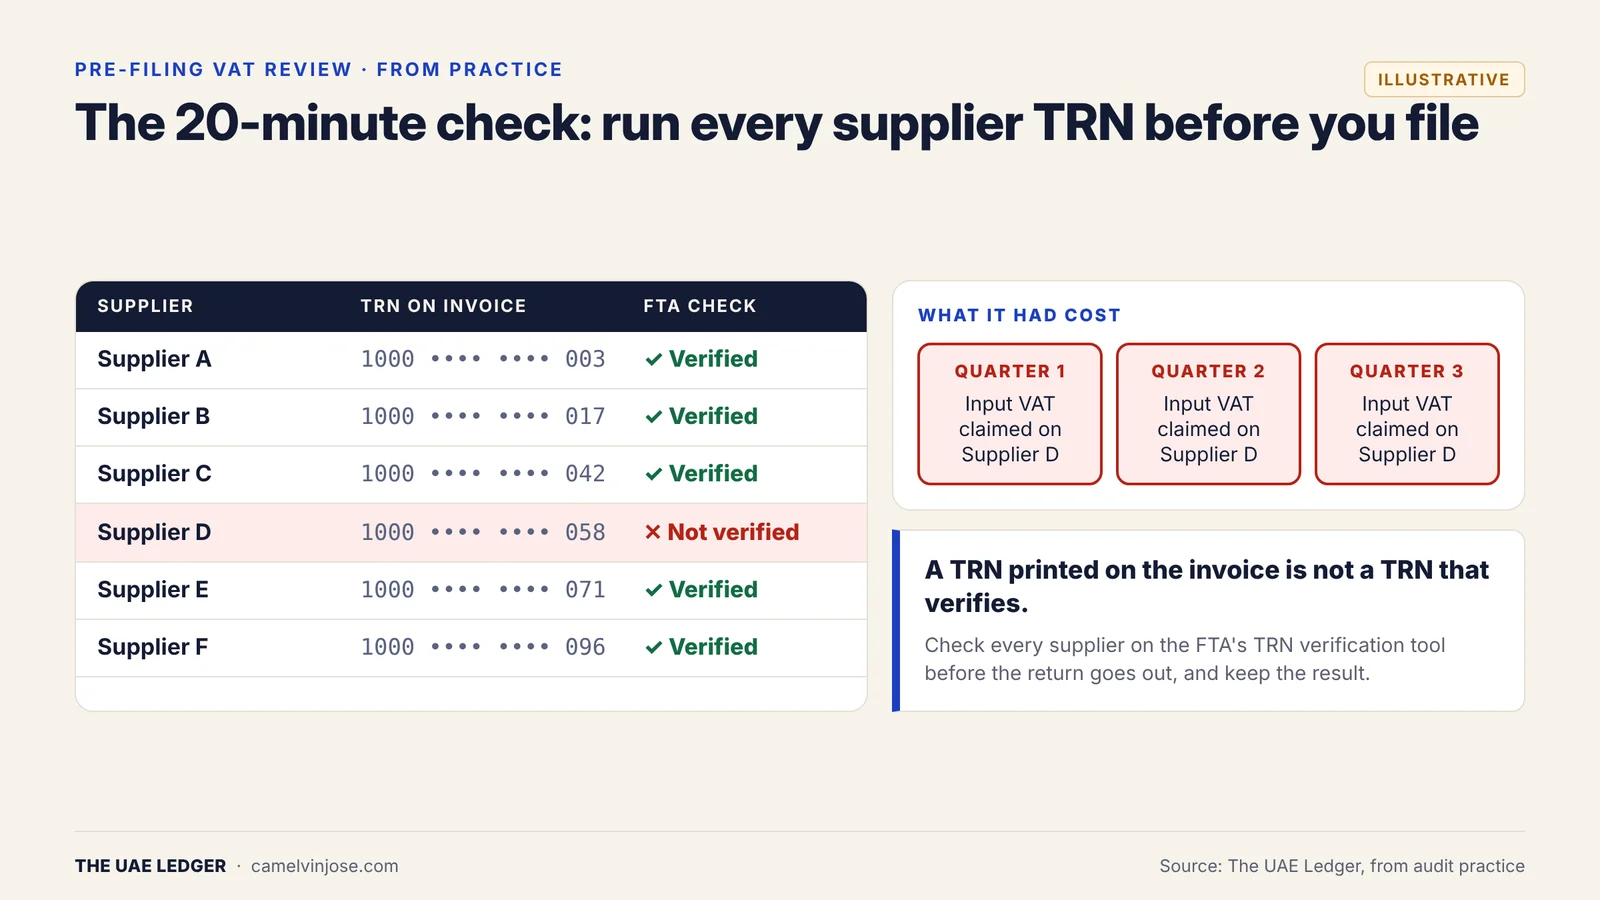 PRE-FILING VAT REVIEW · FROM PRACTICE
ILLUSTRATIVE
The 20-minute check: run every supplier TRN before you file
SUPPLIER TRN ON INVOICE FTA CHECK
Supplier A 1000 •••• •••• 003 ✓ Verified
Supplier B 1000 •••• •••• 017 ✓ Verified
Supplier C 1000 •••• •••• 042 ✓ Verified
Supplier D 1000 •••• •••• 058 ✕ Not verified
Supplier E 1000 •••• •••• 071 ✓ Verified
Supplier F 1000 •••• •••• 096 ✓ Verified
WHAT IT HAD COST
QUARTER 1
Input VAT
claimed on
Supplier D
QUARTER 2
Input VAT
claimed on
Supplier D
QUARTER 3
Input VAT
claimed on
Supplier D
A TRN printed on the invoice is not a TRN that
verifies.
Check every supplier on the FTA's TRN verification tool
before the return goes out, and keep the result.
THE UAE LEDGER · camelvinjose.com
Source: The UAE Ledger, from audit practice